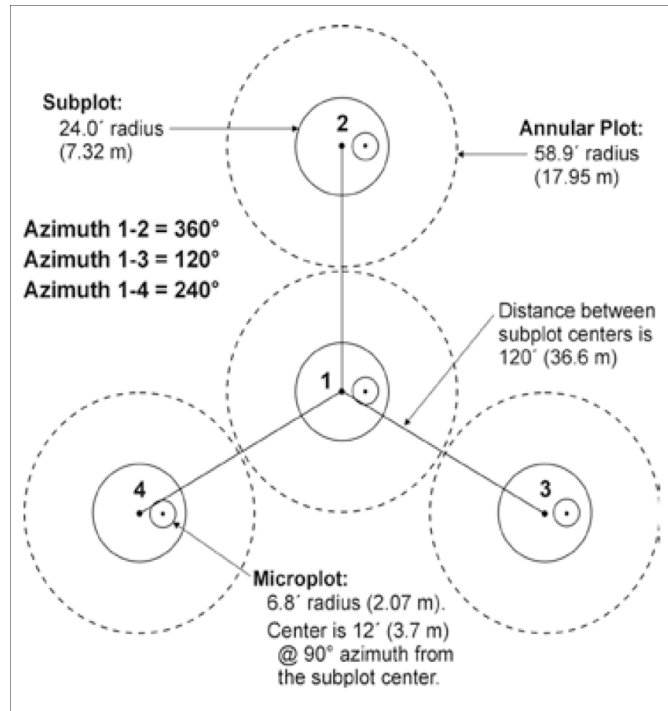 Subplot:
24.0´ radius
(7.32 m)
2
Annular Plot:
58.9´ radius
(17.95 m)
Azimuth 1-2 = 360°
Azimuth 1-3 = 120°
Azimuth 1-4 = 240°
Distance between
subplot centers is
120´ (36.6 m)
1
4
3
Microplot:
6.8´ radius (2.07 m).
Center is 12´ (3.7 m)
@ 90° azimuth from
the subplot center.